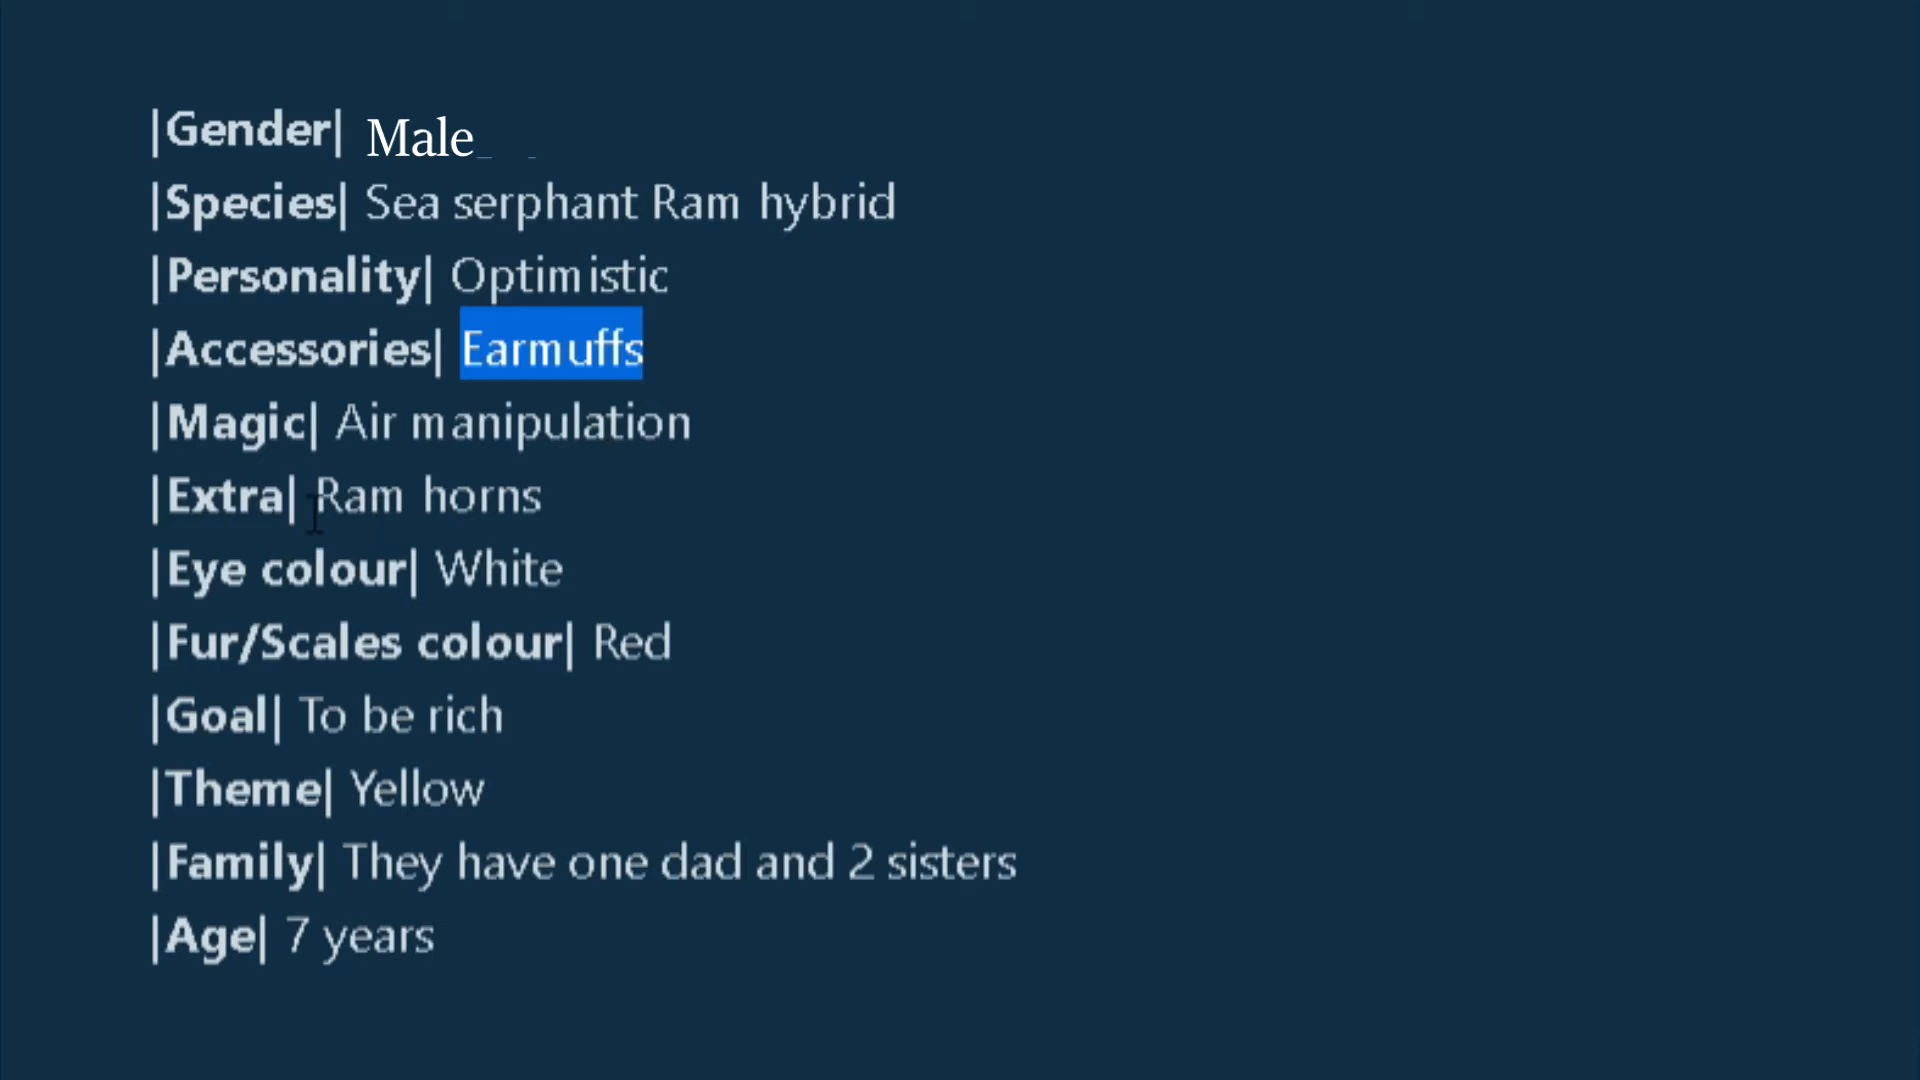 |Gender| Male
|Species| Sea serphant Ram hybrid
|Personality| Optimistic
|Accessories| Earmuffs
|Magic| Air manipulation
|Extra| Ram horns
|Eye colour| White
|Fur/Scales colour| Red
|Goal| To be rich
|Theme| Yellow
|Family| They have one dad and 2 sisters
|Age| 7 years